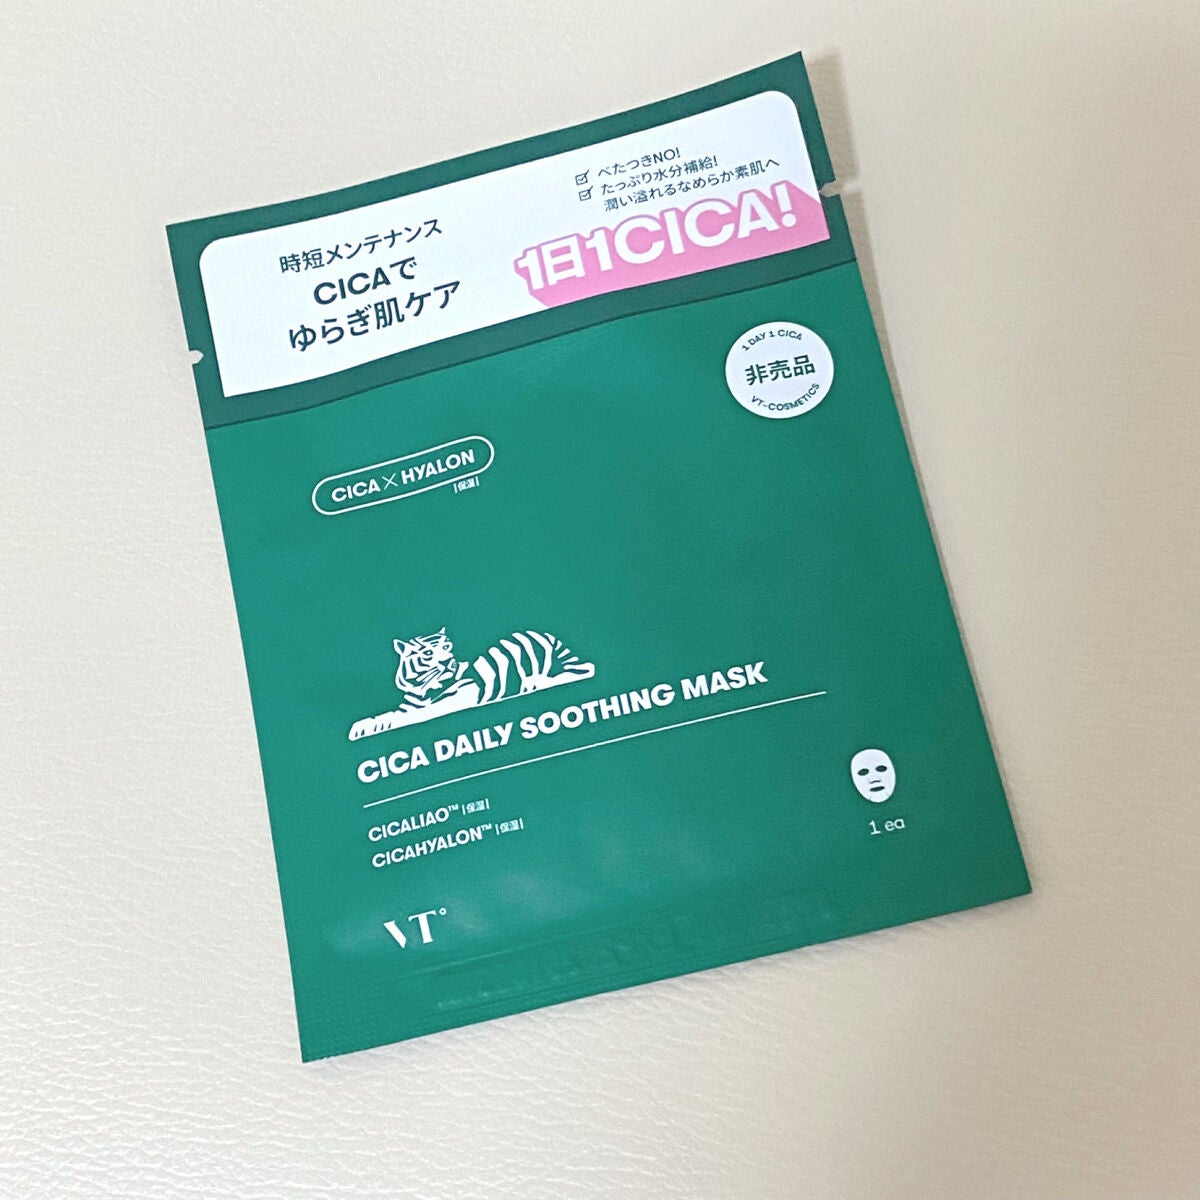 時短メンテナンス
CICAで
ゆらぎ肌ケア
べたつきNO!
たっぷり水分補給!
潤い溢れるなめらか素肌へ
1日1CICA!
1 DAY 1 CICA
非売品
VT-COSMETICS
CICA×HYALON
|保湿|
CICA DAILY SOOTHING MASK
CICALIAO™ |保湿|
CICAHYALON™ |保湿|
1 ea
VT°